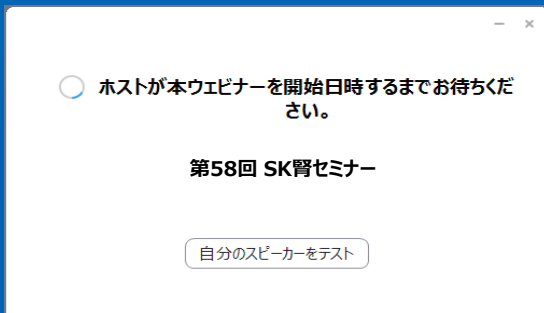 ホストが本ウェビナーを開始日時するまでお待ちくだ
さい。
第58回 SK腎セミナー
自分のスピーカーをテスト